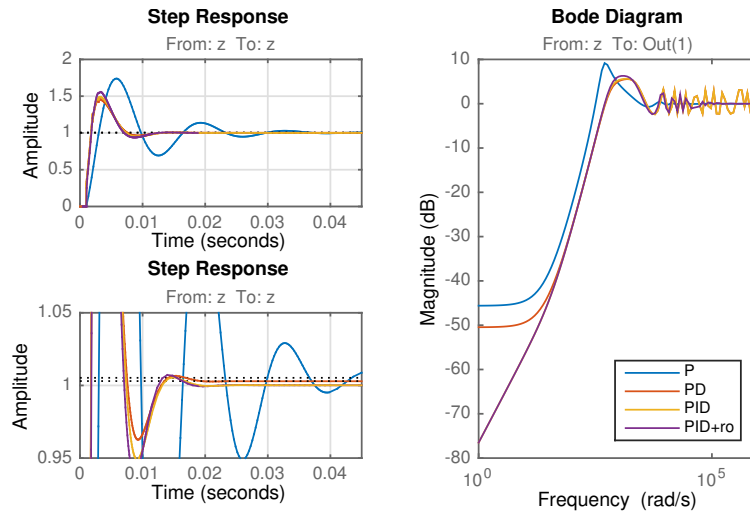 Step Response
From: z To: z
Amplitude
2
1.5
1
0.5
0
0 0.01 0.02 0.03 0.04
Time (seconds)
Step Response
From: z To: z
Amplitude
1.05
1
0.95
0 0.01 0.02 0.03 0.04
Time (seconds)
Bode Diagram
From: z To: Out(1)
Magnitude (dB)
10
0
-10
-20
-30
-40
-50
-60
-70
-80
P
PD
PID
PID+ro
10^0 10^5
Frequency (rad/s)